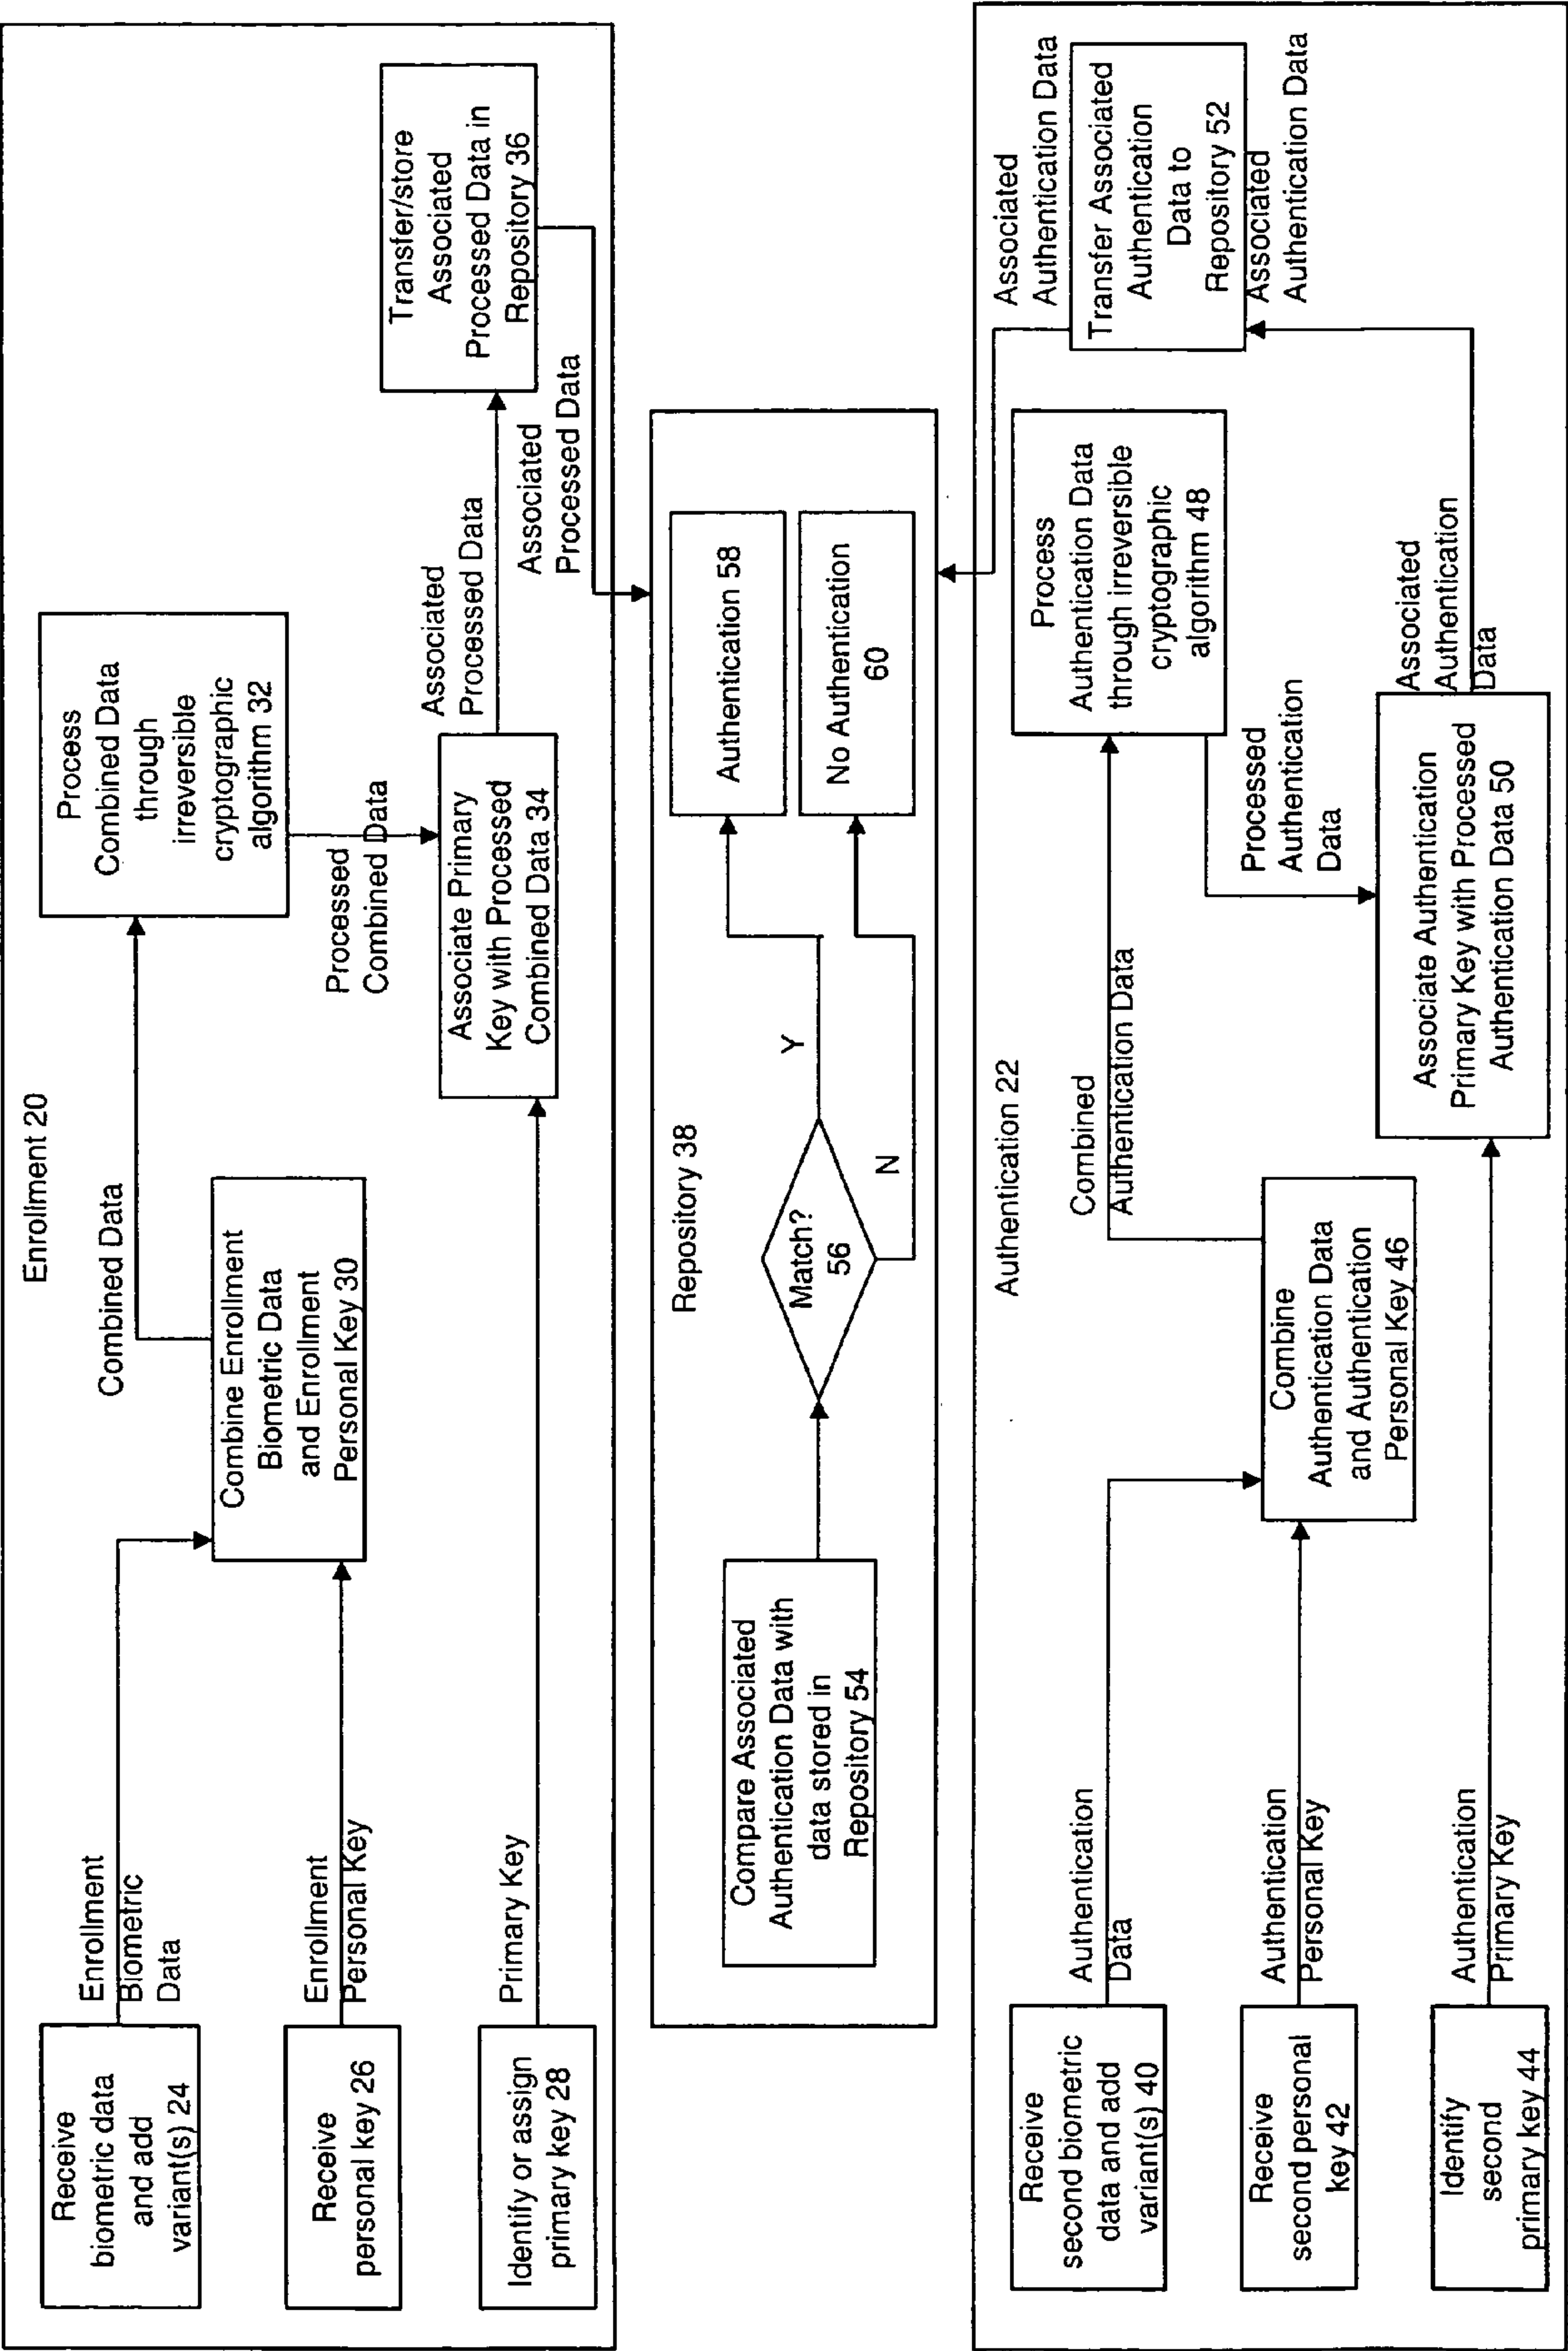 Enrollment 20
Receive
biometric data
and add
variant(s) 24
Enrollment
Biometric
Data
Receive
personal key 26
Enrollment
Personal Key
Identify or assign
primary key 28
Primary Key
Combine Enrollment
Biometric Data
and Enrollment
Personal Key 30
Combined Data
Process
Combined Data
through
irreversible
cryptographic
algorithm 32
Processed
Combined Data
Associate Primary
Key with Processed
Combined Data 34
Associated
Processed Data
Transfer/store
Associated
Processed Data in
Repository 36
Associated
Processed Data
Repository 38
Compare Associated
Authentication Data with
data stored in
Repository 54
Match?
56
Y
N
Authentication 58
No Authentication
60
Authentication 22
Receive
second biometric
data and add
variant(s) 40
Authentication
Data
Receive
second personal
key 42
Authentication
Personal Key
Identify
second
primary key 44
Authentication
Primary Key
Combine
Authentication Data
and Authentication
Personal Key 46
Combined
Authentication Data
Process
Authentication Data
through irreversible
cryptographic
algorithm 48
Processed
Authentication
Data
Associate Authentication
Primary Key with Processed
Authentication Data 50
Associated
Authentication
Data
Transfer Associated
Authentication
Data to
Repository 52
Associated
Authentication Data
Associated
Authentication Data